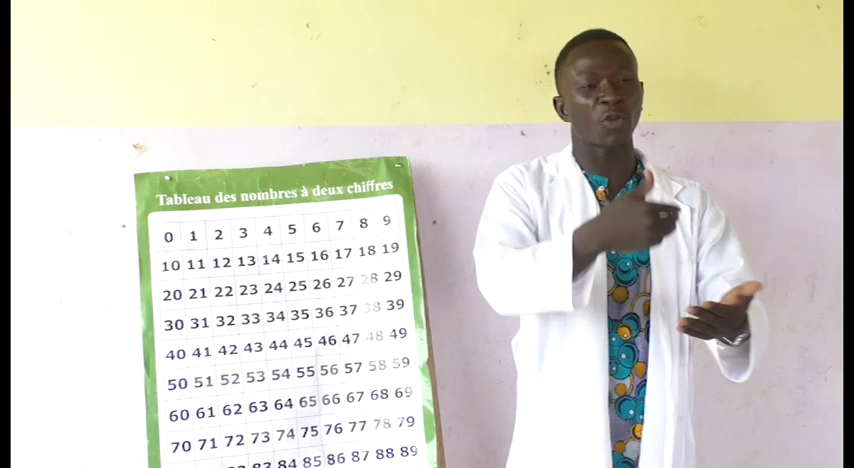 Tableau des nombres à deux chiffres
0 1 2 3 4 5 6 7 8 9
10 11 12 13 14 15 16 17 18 19
20 21 22 23 24 25 26 27 28 29
30 31 32 33 34 35 36 37 38 39
40 41 42 43 44 45 46 47 48 49
50 51 52 53 54 55 56 57 58 59
60 61 62 63 64 65 66 67 68 69
70 71 72 73 74 75 76 77 78 79
82 83 84 85 86 87 88 89